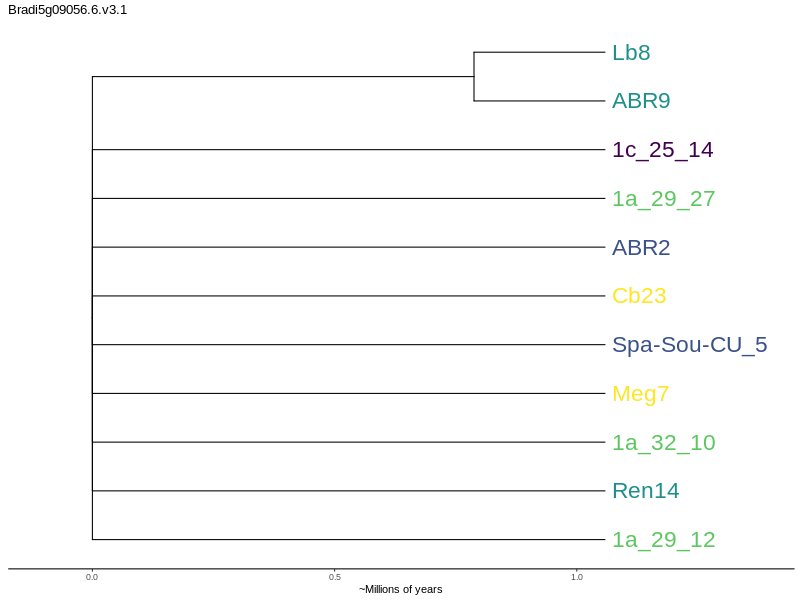 Bradi5g09056.6.v3.1
Lb8
ABR9
1c_25_14
1a_29_27
ABR2
Cb23
Spa-Sou-CU_5
Meg7
1a_32_10
Ren14
1a_29_12
0.0 0.5 1.0
~Millions of years